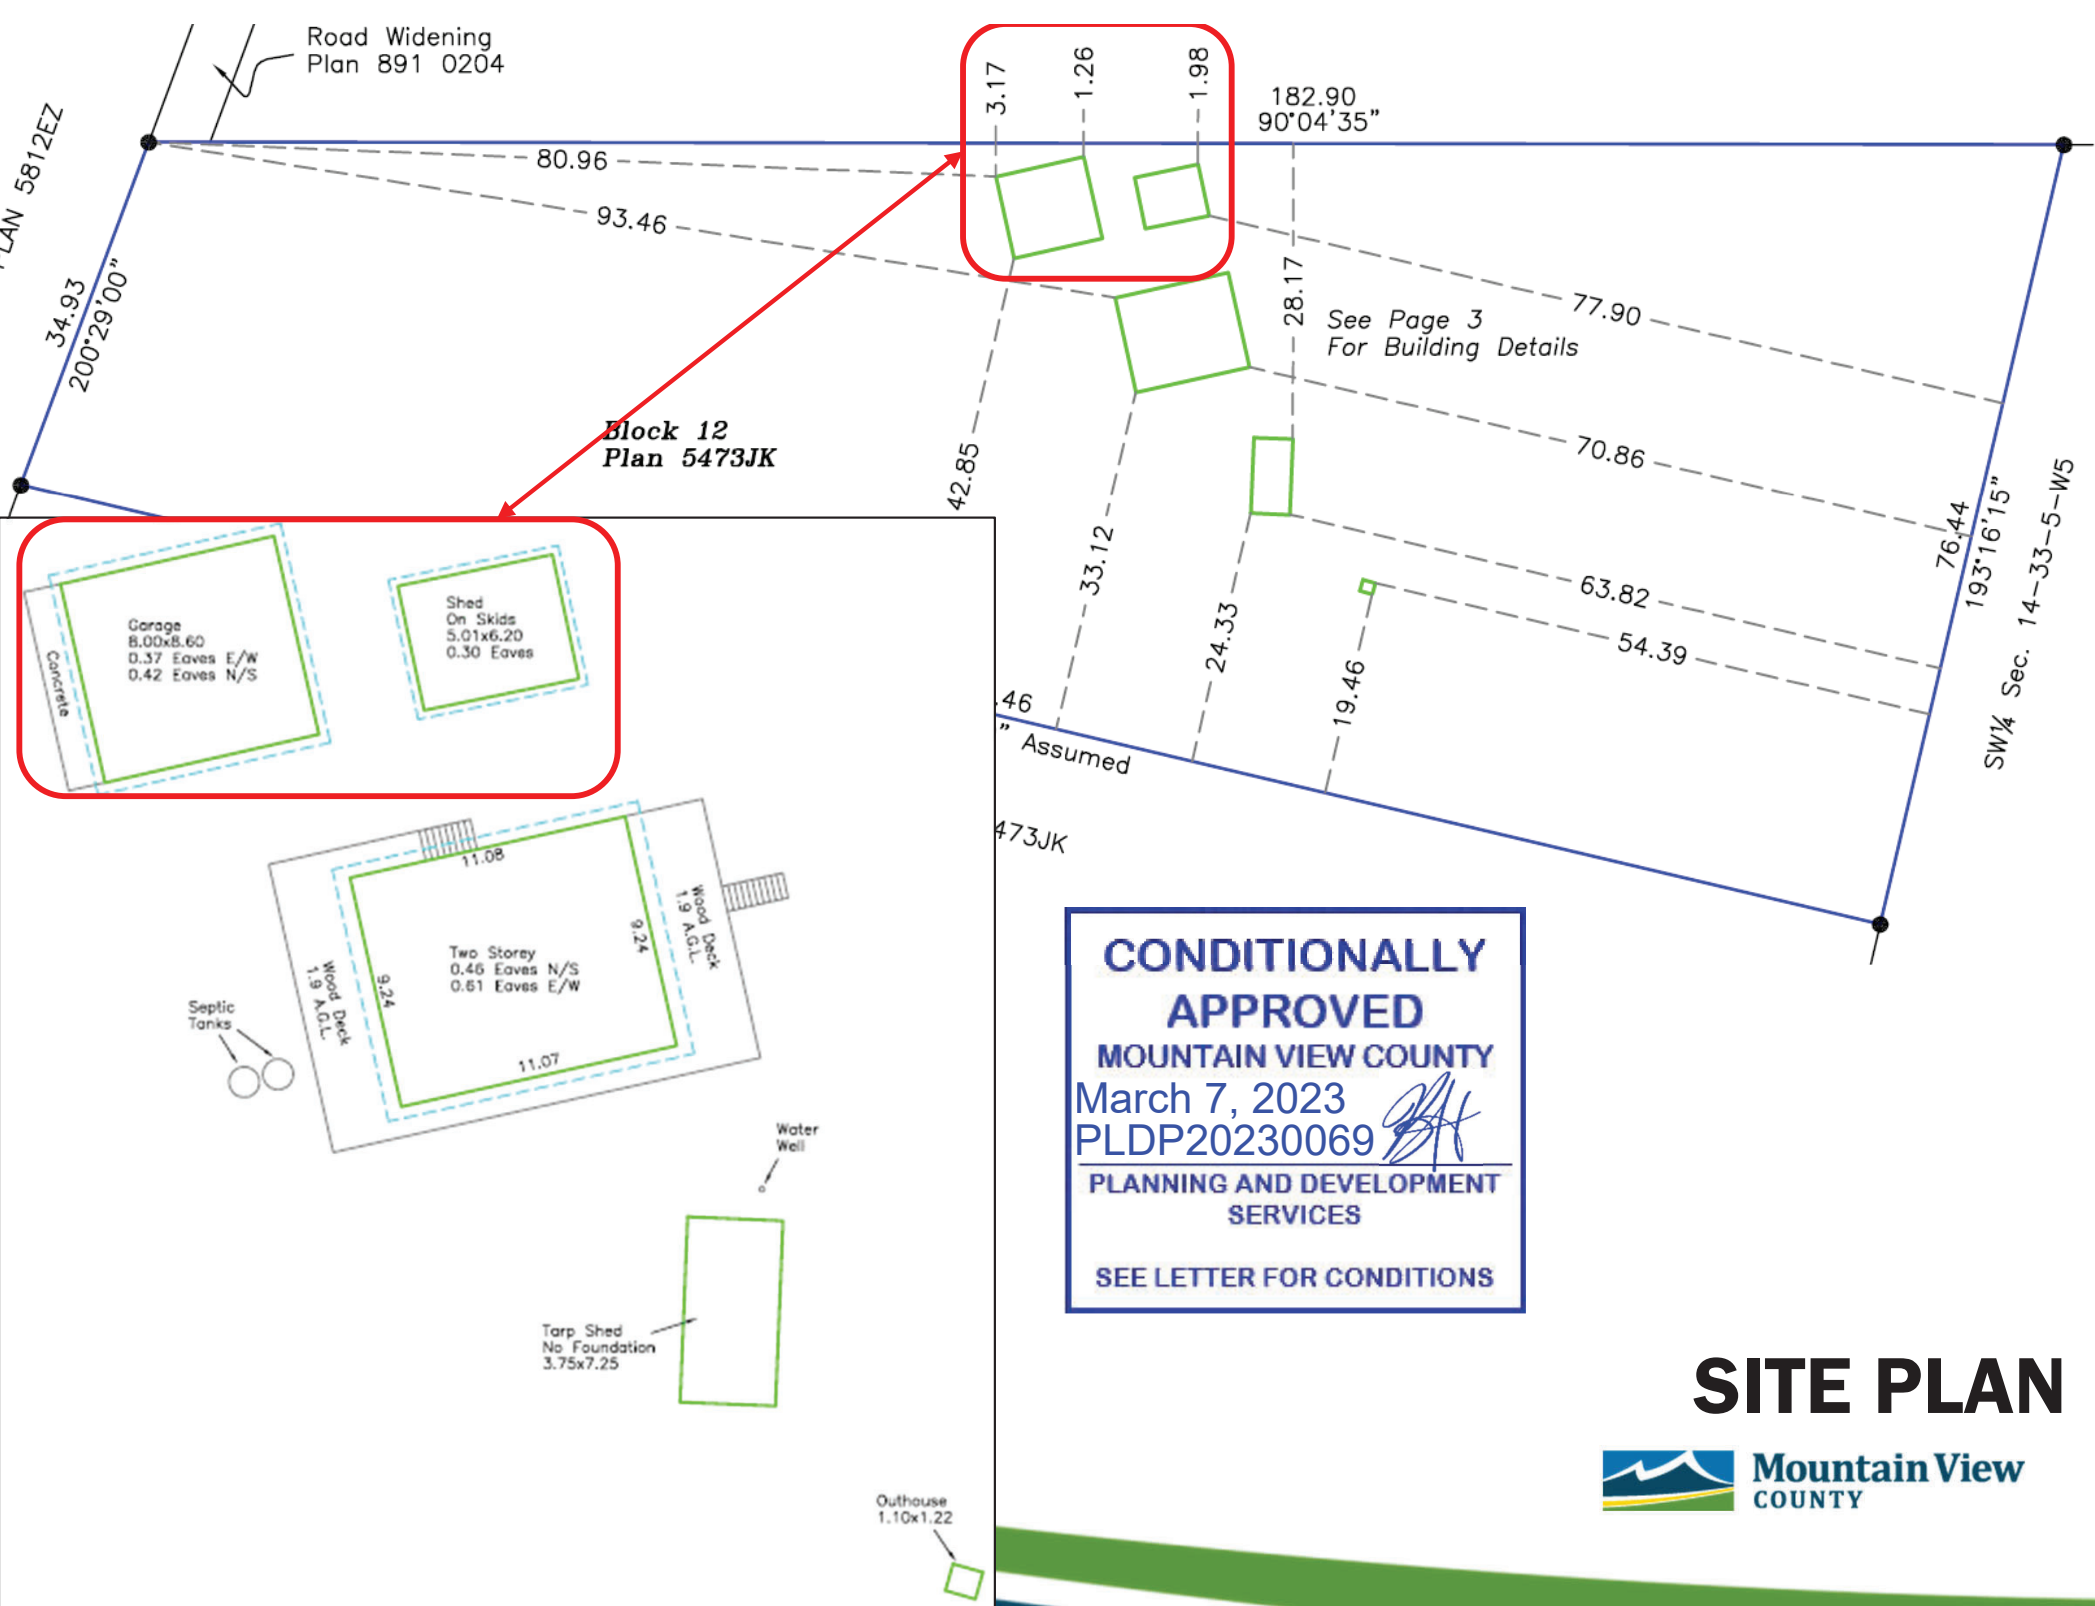 Road Widening
Plan 891 0204
PLAN 5812EZ
3.17
1.26
1.98
182.90
90°04'35"
80.96
93.46
34.93
200°29'00"
28.17
77.90
See Page 3
For Building Details
Block 12
Plan 5473JK
42.85
70.86
33.12
76.44
193°16'15"
SW¼ Sec. 14-33-5-W5
63.82
24.33
54.39
19.46
.46
" Assumed
473JK
Garage
8.00x8.60
0.37 Eaves E/W
0.42 Eaves N/S
Concrete
Shed
On Skids
5.01x6.20
0.30 Eaves
11.08
9.24
Wood Deck
1.9 A.G.L.
Two Storey
0.46 Eaves N/S
0.61 Eaves E/W
9.24
Wood Deck
1.9 A.G.L.
11.07
Septic
Tanks
Water
Well
Tarp Shed
No Foundation
3.75x7.25
Outhouse
1.10x1.22
CONDITIONALLY
APPROVED
MOUNTAIN VIEW COUNTY
March 7, 2023
PLDP20230069
PLANNING AND DEVELOPMENT
SERVICES
SEE LETTER FOR CONDITIONS
SITE PLAN
Mountain View
COUNTY